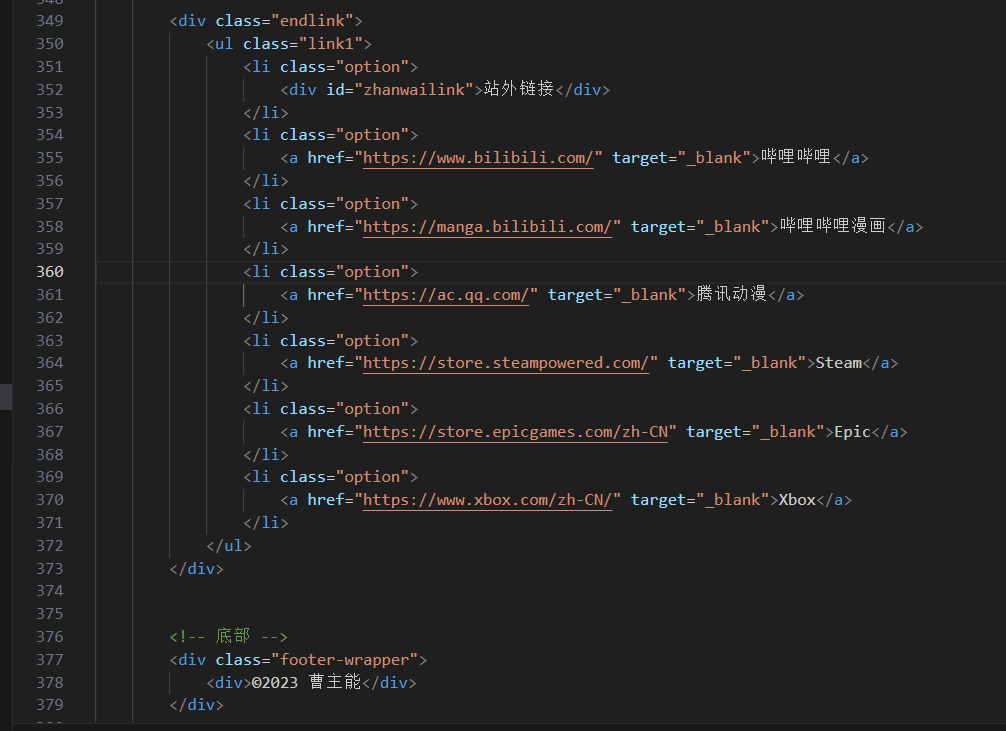 349 <div class="endlink">
350 <ul class="link1">
351 <li class="option">
352 <div id="zhanwailink">站外链接</div>
353 </li>
354 <li class="option">
355 <a href="https://www.bilibili.com/" target="_blank">哔哩哔哩</a>
356 </li>
357 <li class="option">
358 <a href="https://manga.bilibili.com/" target="_blank">哔哩哔哩漫画</a>
359 </li>
360 <li class="option">
361 <a href="https://ac.qq.com/" target="_blank">腾讯动漫</a>
362 </li>
363 <li class="option">
364 <a href="https://store.steampowered.com/" target="_blank">Steam</a>
365 </li>
366 <li class="option">
367 <a href="https://store.epicgames.com/zh-CN" target="_blank">Epic</a>
368 </li>
369 <li class="option">
370 <a href="https://www.xbox.com/zh-CN/" target="_blank">Xbox</a>
371 </li>
372 </ul>
373 </div>
374
375
376 <!-- 底部 -->
377 <div class="footer-wrapper">
378 <div>©2023 曹主能</div>
379 </div>